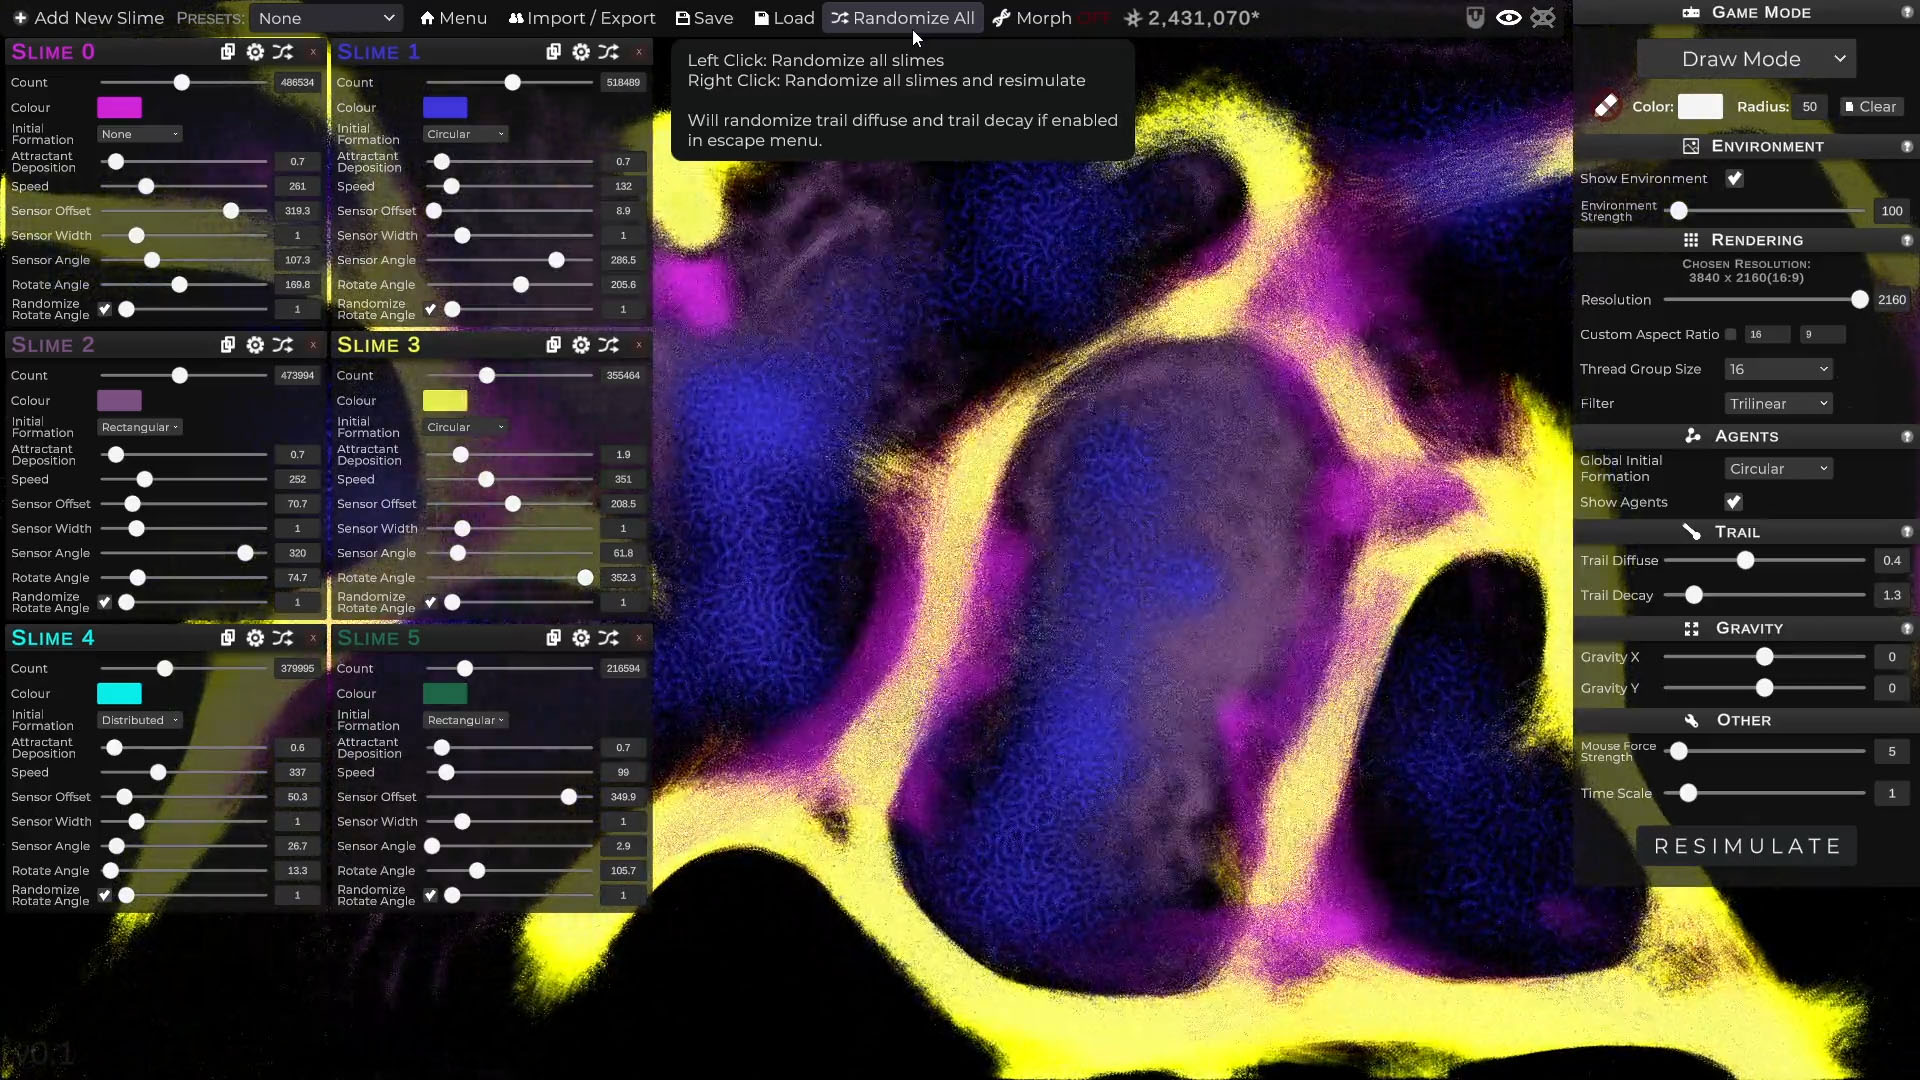 Add New Slime PRESETS: None Menu Import / Export Save Load Randomize All Morph OFF 2,431,070*
Left Click: Randomize all slimes
Right Click: Randomize all slimes and resimulate
Will randomize trail diffuse and trail decay if enabled
in escape menu.
SLIME 0 x
Count 486534
Colour
Initial
Formation None
Attractant
Deposition 0.7
Speed 261
Sensor Offset 319.3
Sensor Width 1
Sensor Angle 107.3
Rotate Angle 169.8
Randomize
Rotate Angle 1
SLIME 1 x
Count 518489
Colour
Initial
Formation Circular
Attractant
Deposition 0.7
Speed 132
Sensor Offset 8.9
Sensor Width 1
Sensor Angle 286.5
Rotate Angle 205.6
Randomize
Rotate Angle 1
SLIME 2 x
Count 473994
Colour
Initial
Formation Rectangular
Attractant
Deposition 0.7
Speed 252
Sensor Offset 70.7
Sensor Width 1
Sensor Angle 320
Rotate Angle 74.7
Randomize
Rotate Angle 1
SLIME 3 x
Count 355464
Colour
Initial
Formation Circular
Attractant
Deposition 1.9
Speed 351
Sensor Offset 208.5
Sensor Width 1
Sensor Angle 61.8
Rotate Angle 352.3
Randomize
Rotate Angle 1
SLIME 4 x
Count 379995
Colour
Initial
Formation Distributed
Attractant
Deposition 0.6
Speed 337
Sensor Offset 50.3
Sensor Width 1
Sensor Angle 26.7
Rotate Angle 13.3
Randomize
Rotate Angle 1
SLIME 5 x
Count 216594
Colour
Initial
Formation Rectangular
Attractant
Deposition 0.7
Speed 99
Sensor Offset 349.9
Sensor Width 1
Sensor Angle 2.9
Rotate Angle 105.7
Randomize
Rotate Angle 1
GAME MODE ?
Draw Mode
Color: Radius: 50 Clear
ENVIRONMENT ?
Show Environment
Environment
Strength 100
RENDERING ?
CHOSEN RESOLUTION:
3840 x 2160(16:9)
Resolution 2160
Custom Aspect Ratio 16 9
Thread Group Size 16
Filter Trilinear
AGENTS ?
Global Initial
Formation Circular
Show Agents
TRAIL ?
Trail Diffuse 0.4
Trail Decay 1.3
GRAVITY ?
Gravity X 0
Gravity Y 0
OTHER ?
Mouse Force
Strength 5
Time Scale 1
RESIMULATE
v0.1